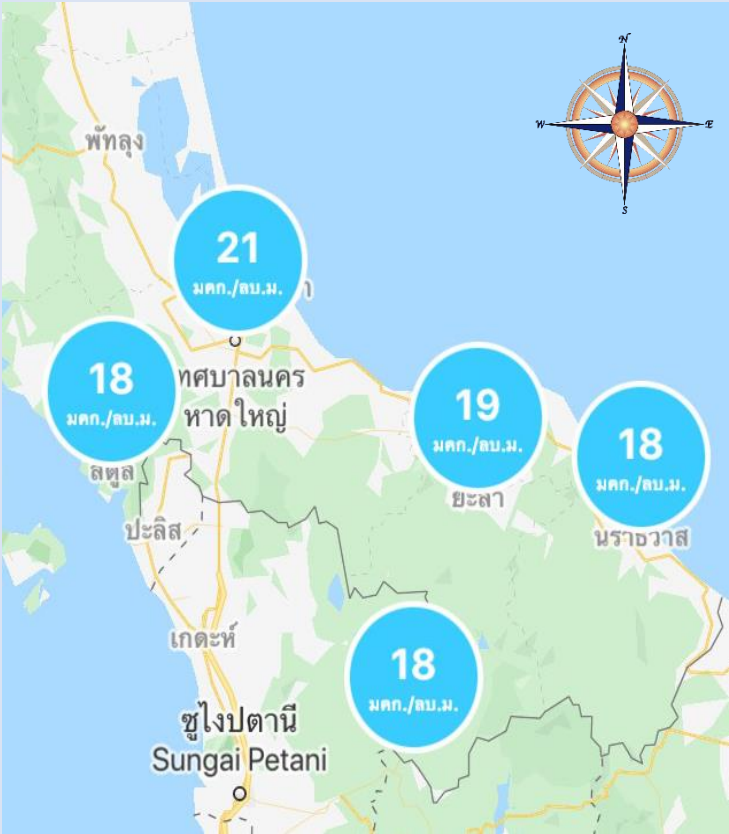 N
W
E
S
พัทลุง
21
มคก./ลบ.ม.
า
18
มคก./ลบ.ม.
ทศบาลนคร
หาดใหญ่
19
มคก./ลบ.ม.
18
มคก./ลบ.ม.
สตูล
ยะลา
ปะลิส
นราธิวาส
เกดะห์
18
มคก./ลบ.ม.
ซูไงปตานี
Sungai Petani